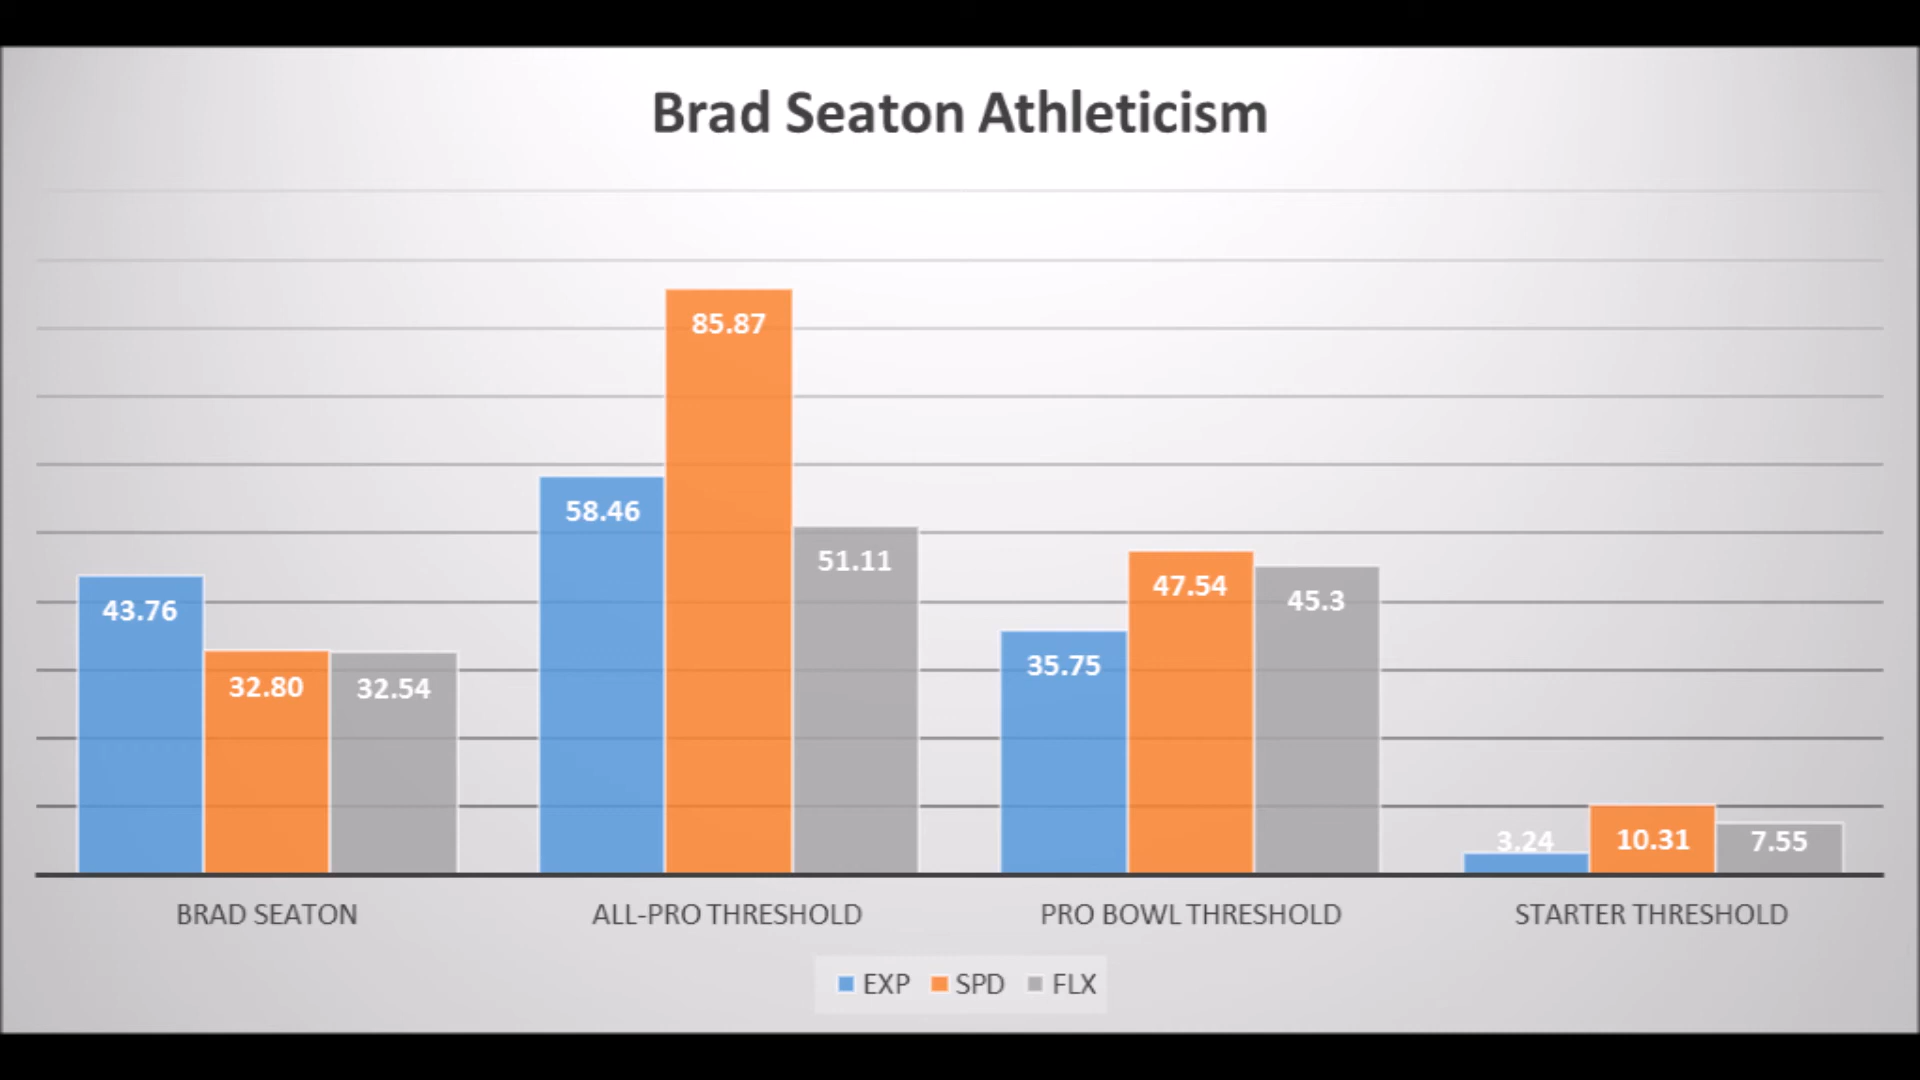 Brad Seaton Athleticism
85.87
58.46
51.11
47.54
45.3
43.76
35.75
32.80
32.54
3.24
10.31
7.55
BRAD SEATON
ALL-PRO THRESHOLD
PRO BOWL THRESHOLD
STARTER THRESHOLD
EXP SPD FLX